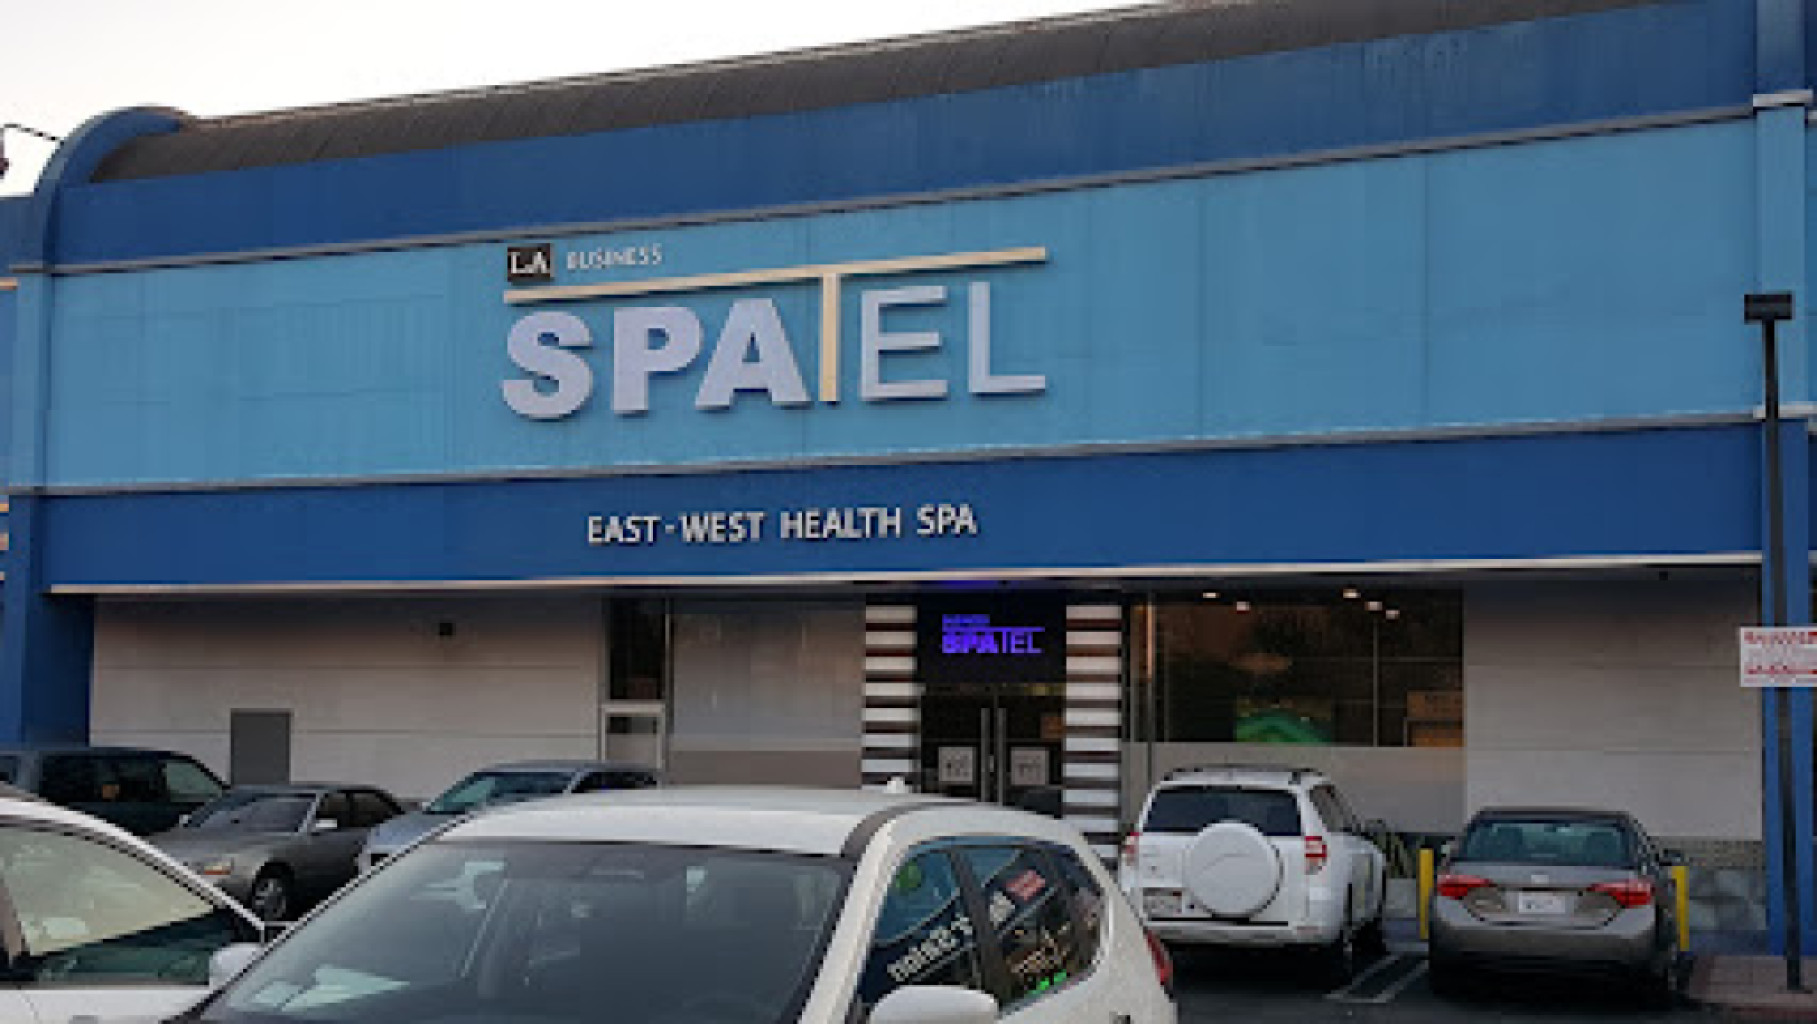 LA BUSINESS
SPATEL
EAST-WEST HEALTH SPA
SPATEL